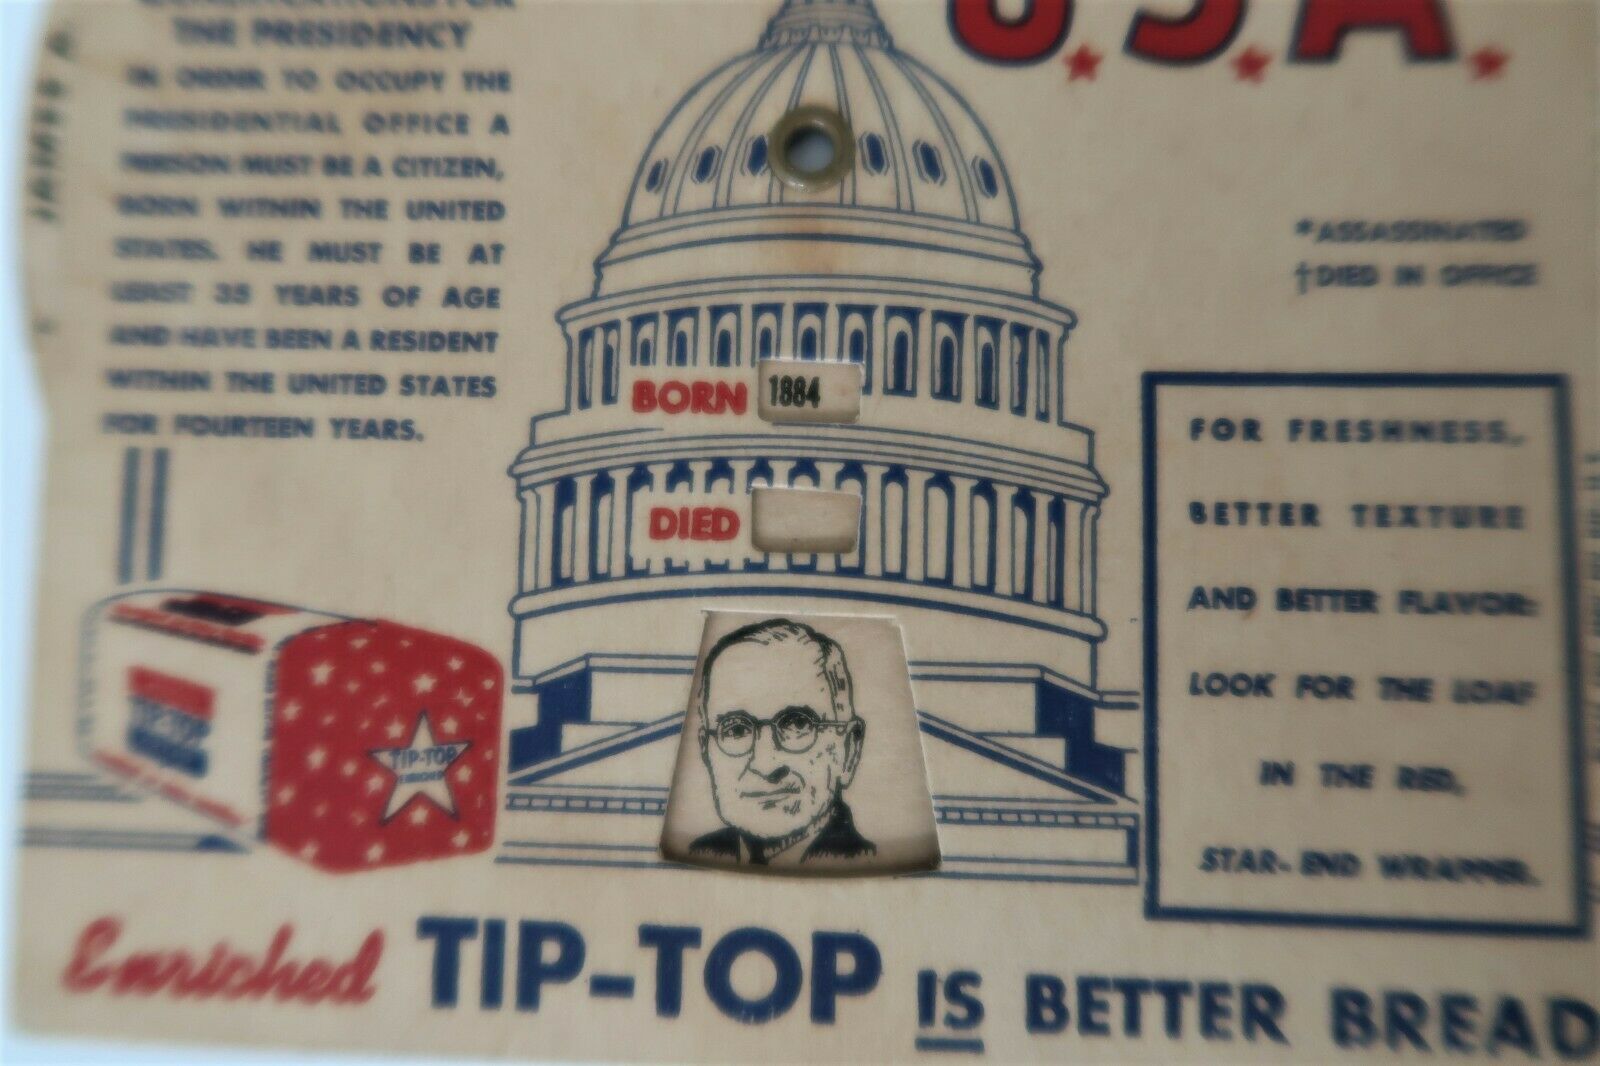 U.S.A.
THE PRESIDENCY
IN ORDER TO OCCUPY THE
PRESIDENTIAL OFFICE A
PERSON MUST BE A CITIZEN,
BORN WITHIN THE UNITED
STATES. HE MUST BE AT
LEAST 35 YEARS OF AGE
AND HAVE BEEN A RESIDENT
WITHIN THE UNITED STATES
FOR FOURTEEN YEARS.
JAMES A.
*ASSASSINATED
†DIED IN OFFICE
BORN 1884
DIED
FOR FRESHNESS,
BETTER TEXTURE
AND BETTER FLAVOR:
LOOK FOR THE LOAF
IN THE RED,
STAR-END WRAPPER.
TIP-TOP
Enriched TIP-TOP IS BETTER BREAD